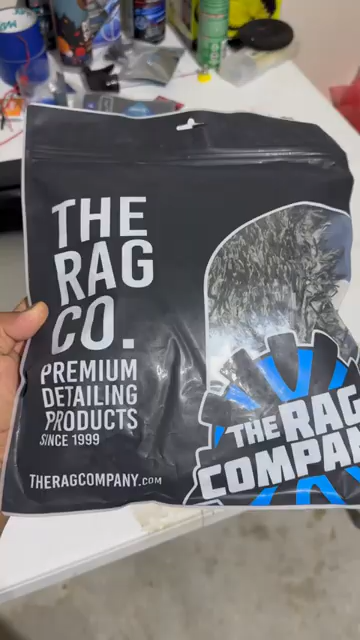 THE
RAG
CO.
PREMIUM
DETAILING
PRODUCTS
SINCE 1999
THERAGCOMPANY.COM
THE RAG
COMPAN